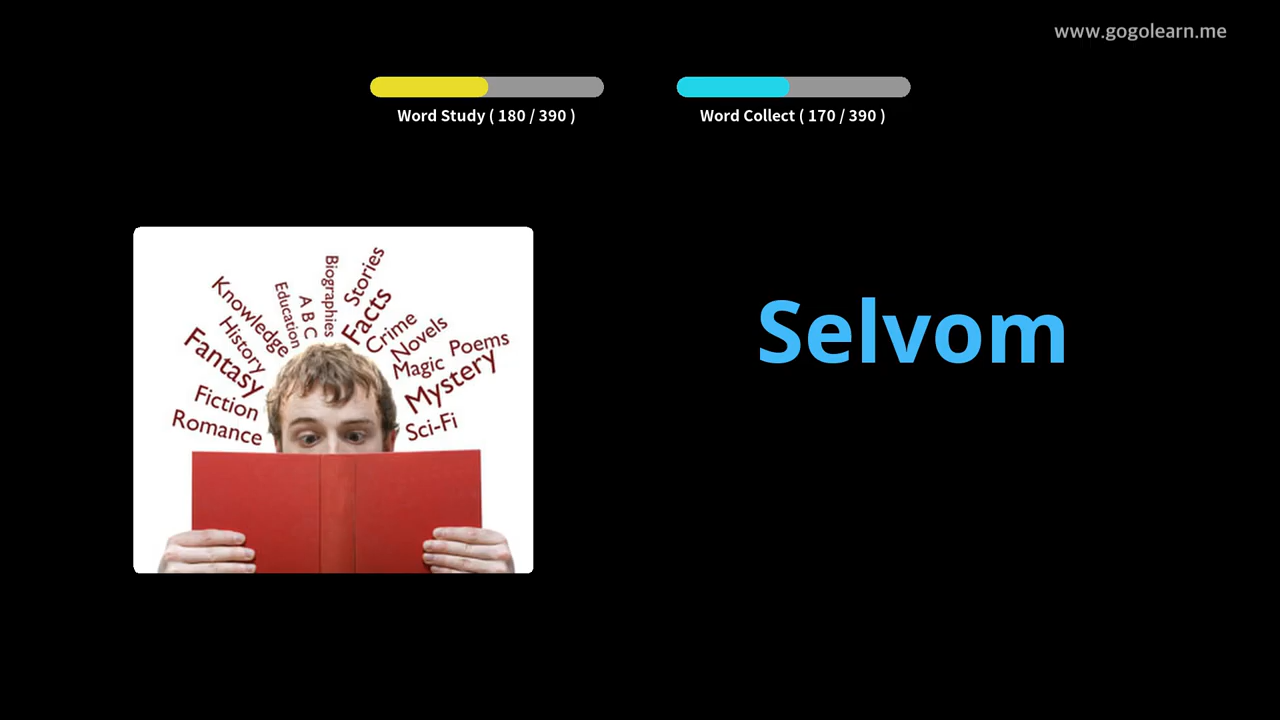 www.gogolearn.me
Word Study ( 180 / 390 )
Word Collect ( 170 / 390 )
Selvom
Stories
Biographies
Education
A B C
Facts
Knowledge
Crime
Novels
History
Poems
Fantasy
Magic
Mystery
Fiction
Sci-Fi
Romance